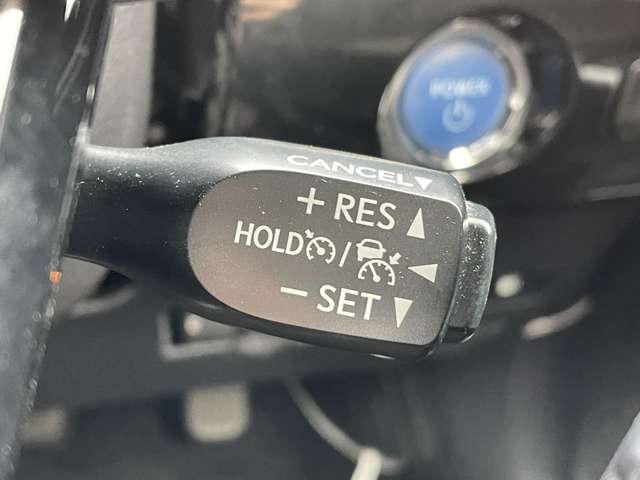 POWER
CANCEL▼
+ RES ▲
HOLD / ◀
− SET ▼